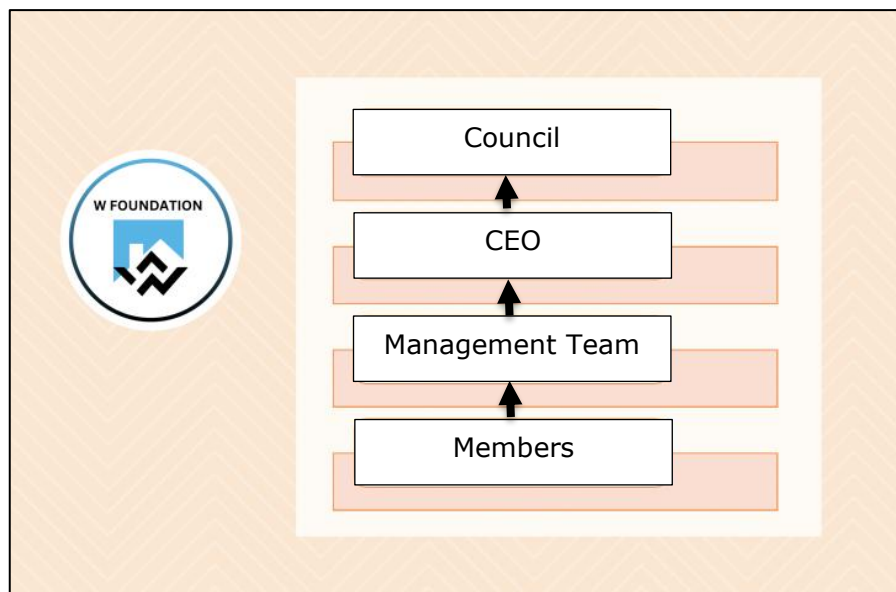 W FOUNDATION
Council
CEO
Management Team
Members